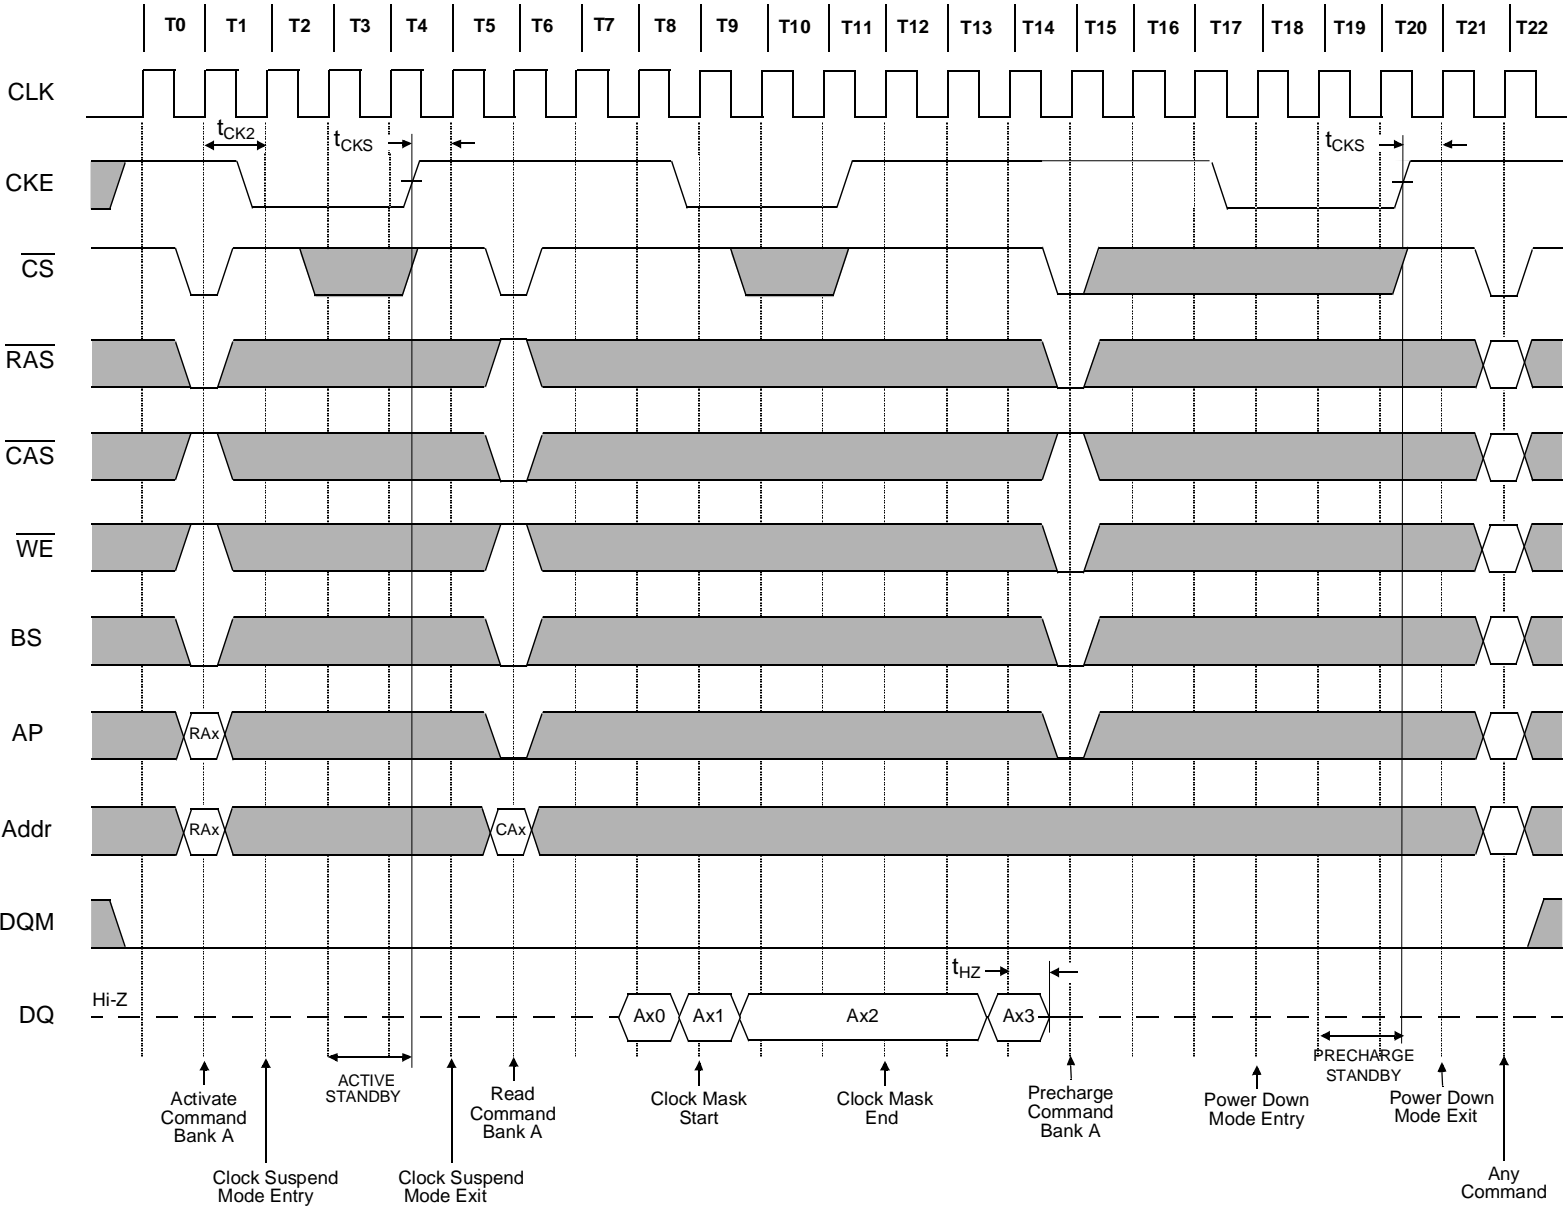 T0 T1 T2 T3 T4 T5 T6 T7 T8 T9 T10 T11 T12 T13 T14 T15 T16 T17 T18 T19 T20 T21 T22
CLK
tCK2 tCKS tCKS
CKE
CS
RAS
CAS
WE
BS
AP RAx
Addr RAx CAx
DQM
tHZ
Hi-Z
DQ Ax0 Ax1 Ax2 Ax3
ACTIVE
STANDBY
PRECHARGE
STANDBY
Activate
Command
Bank A
Read
Command
Bank A
Clock Mask
Start
Clock Mask
End
Precharge
Command
Bank A
Power Down
Mode Entry
Power Down
Mode Exit
Clock Suspend
Mode Entry
Clock Suspend
Mode Exit
Any
Command